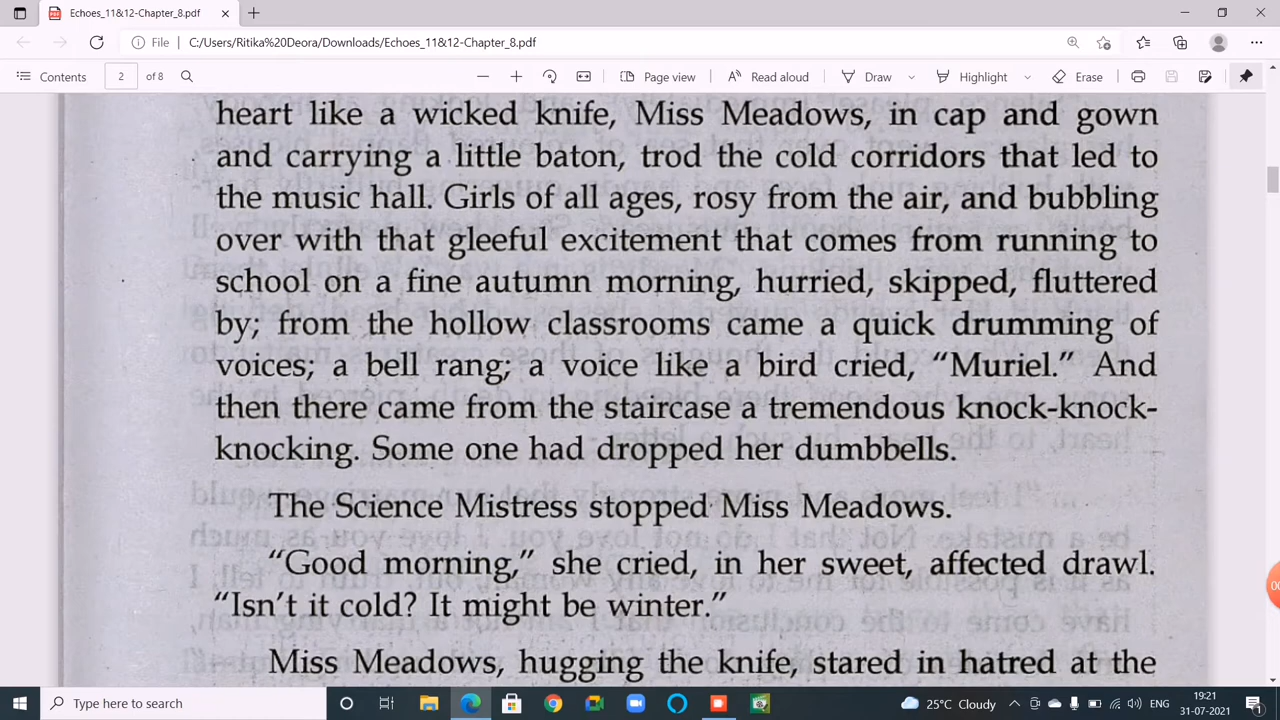 Echoes_11&12-Chapter_8.pdf
File C:/Users/Ritika%20Deora/Downloads/Echoes_11&12-Chapter_8.pdf
Contents 2 of 8 Page view Read aloud Draw Highlight Erase
heart like a wicked knife, Miss Meadows, in cap and gown
and carrying a little baton, trod the cold corridors that led to
the music hall. Girls of all ages, rosy from the air, and bubbling
over with that gleeful excitement that comes from running to
school on a fine autumn morning, hurried, skipped, fluttered
by; from the hollow classrooms came a quick drumming of
voices; a bell rang; a voice like a bird cried, “Muriel.” And
then there came from the staircase a tremendous knock-knock-
knocking. Some one had dropped her dumbbells.
The Science Mistress stopped Miss Meadows.
“Good morning,” she cried, in her sweet, affected drawl.
“Isn’t it cold? It might be winter.”
Miss Meadows, hugging the knife, stared in hatred at the
Type here to search
25°C Cloudy
ENG
19:21
31-07-2021